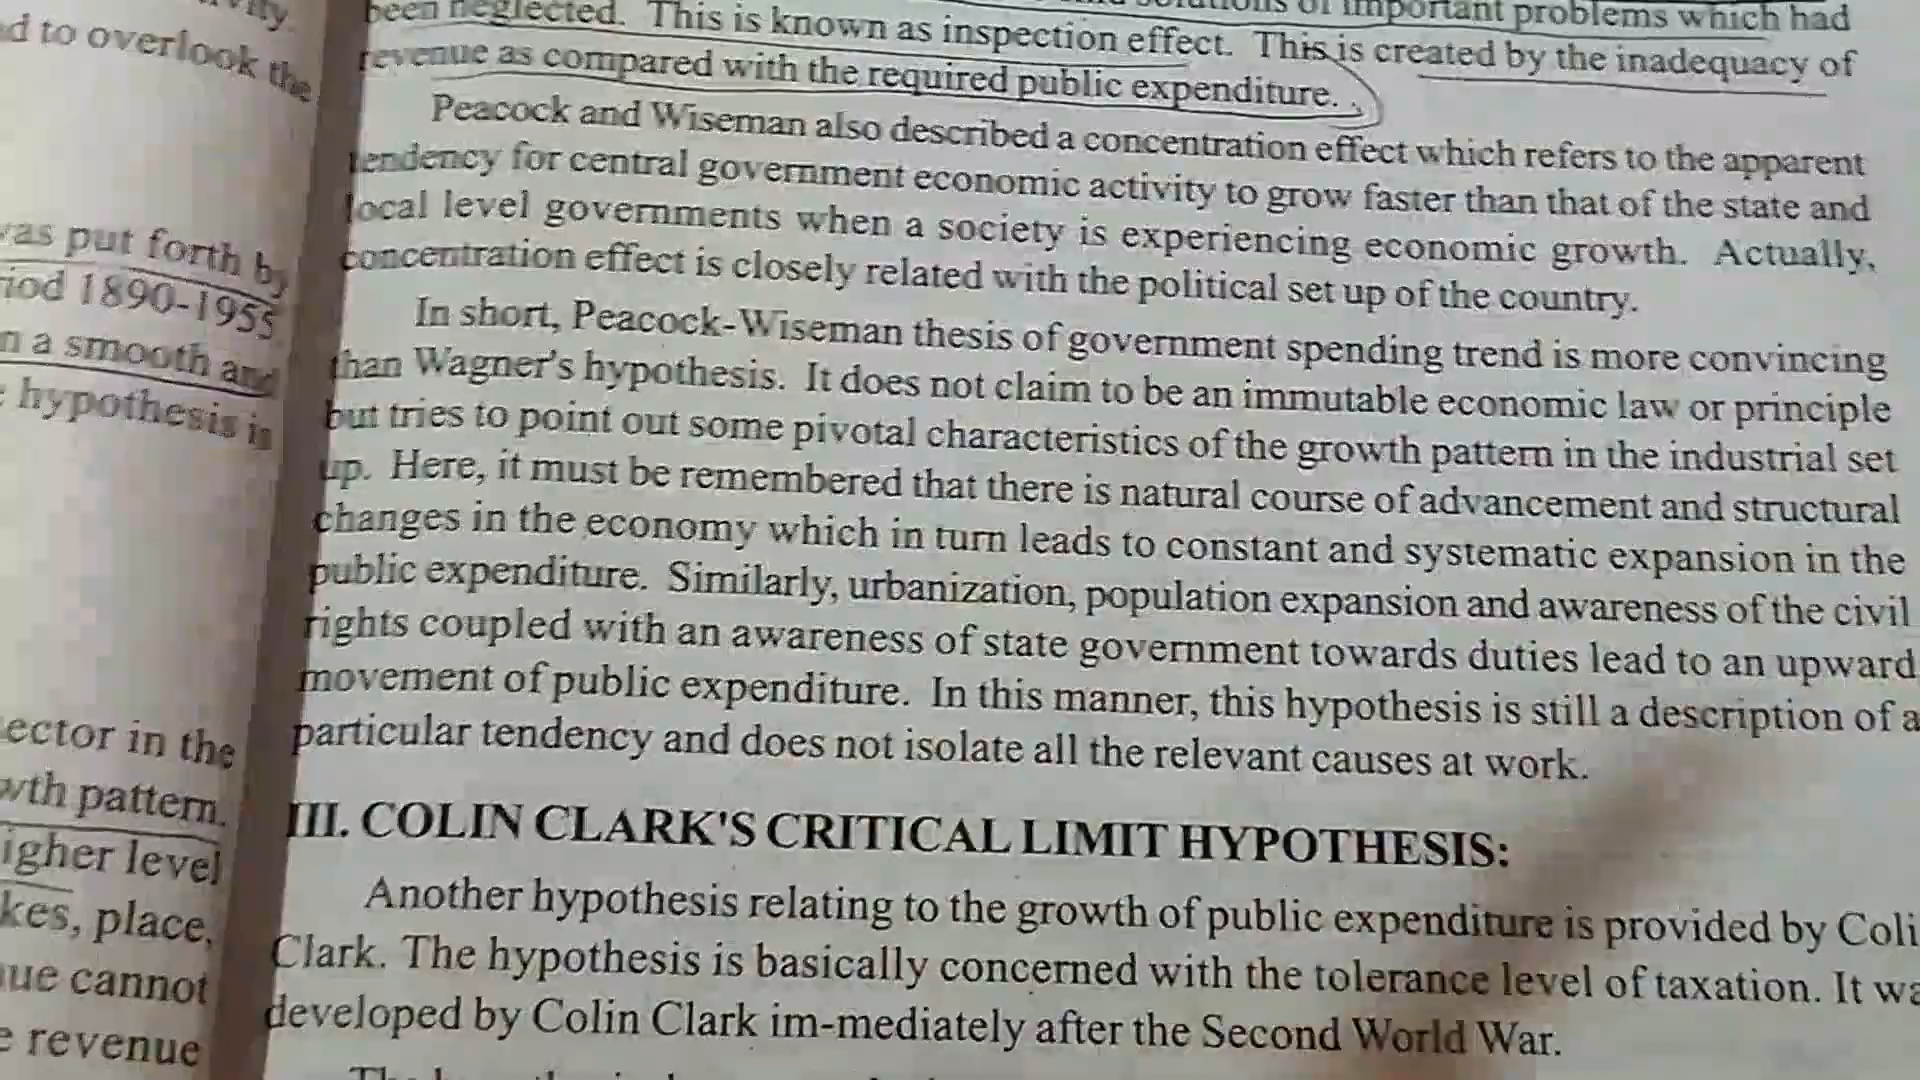 d to overlook the
as put forth by
iod 1890-1955
n a smooth and
hypothesis is
ector in the
wth pattern.
igher level
kes, place,
ue cannot
revenue
been neglected. This is known as inspection effect. This is created by the inadequacy of
revenue as compared with the required public expenditure.
Peacock and Wiseman also described a concentration effect which refers to the apparent
tendency for central government economic activity to grow faster than that of the state and
local level governments when a society is experiencing economic growth. Actually,
concentration effect is closely related with the political set up of the country.
In short, Peacock-Wiseman thesis of government spending trend is more convincing
than Wagner's hypothesis. It does not claim to be an immutable economic law or principle
but tries to point out some pivotal characteristics of the growth pattern in the industrial set
up. Here, it must be remembered that there is natural course of advancement and structural
changes in the economy which in turn leads to constant and systematic expansion in the
public expenditure. Similarly, urbanization, population expansion and awareness of the civil
rights coupled with an awareness of state government towards duties lead to an upward
movement of public expenditure. In this manner, this hypothesis is still a description of a
particular tendency and does not isolate all the relevant causes at work.
III. COLIN CLARK'S CRITICAL LIMIT HYPOTHESIS:
Another hypothesis relating to the growth of public expenditure is provided by Coli
Clark. The hypothesis is basically concerned with the tolerance level of taxation. It wa
developed by Colin Clark im-mediately after the Second World War.